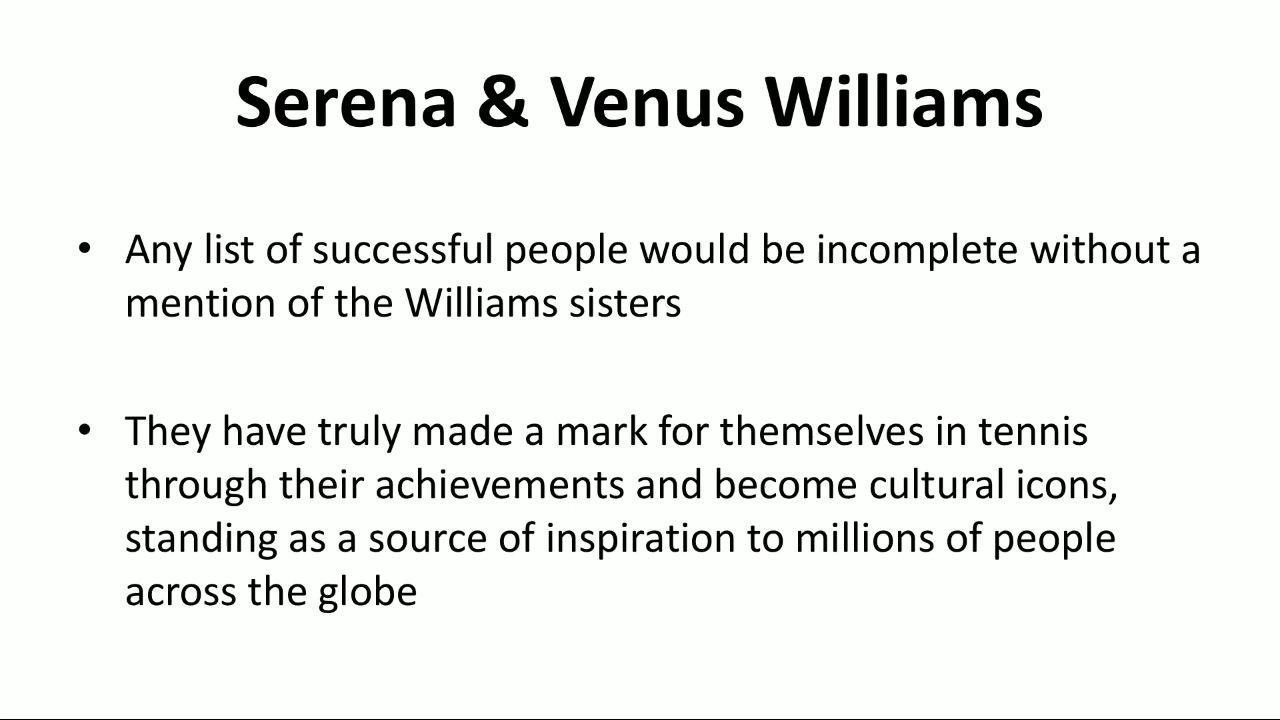 Serena & Venus Williams
• Any list of successful people would be incomplete without a
mention of the Williams sisters
• They have truly made a mark for themselves in tennis
through their achievements and become cultural icons,
standing as a source of inspiration to millions of people
across the globe